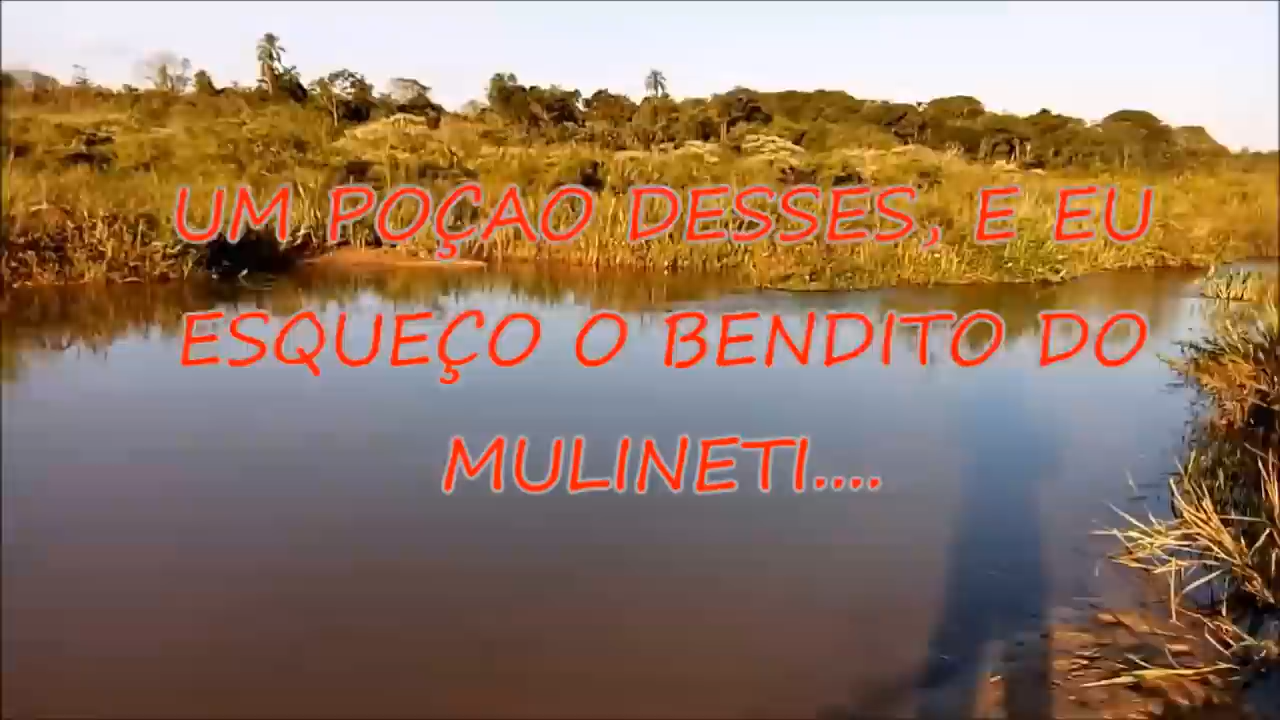 UM POÇAO DESSES, E EU
ESQUEÇO O BENDITO DO
MULINETI....